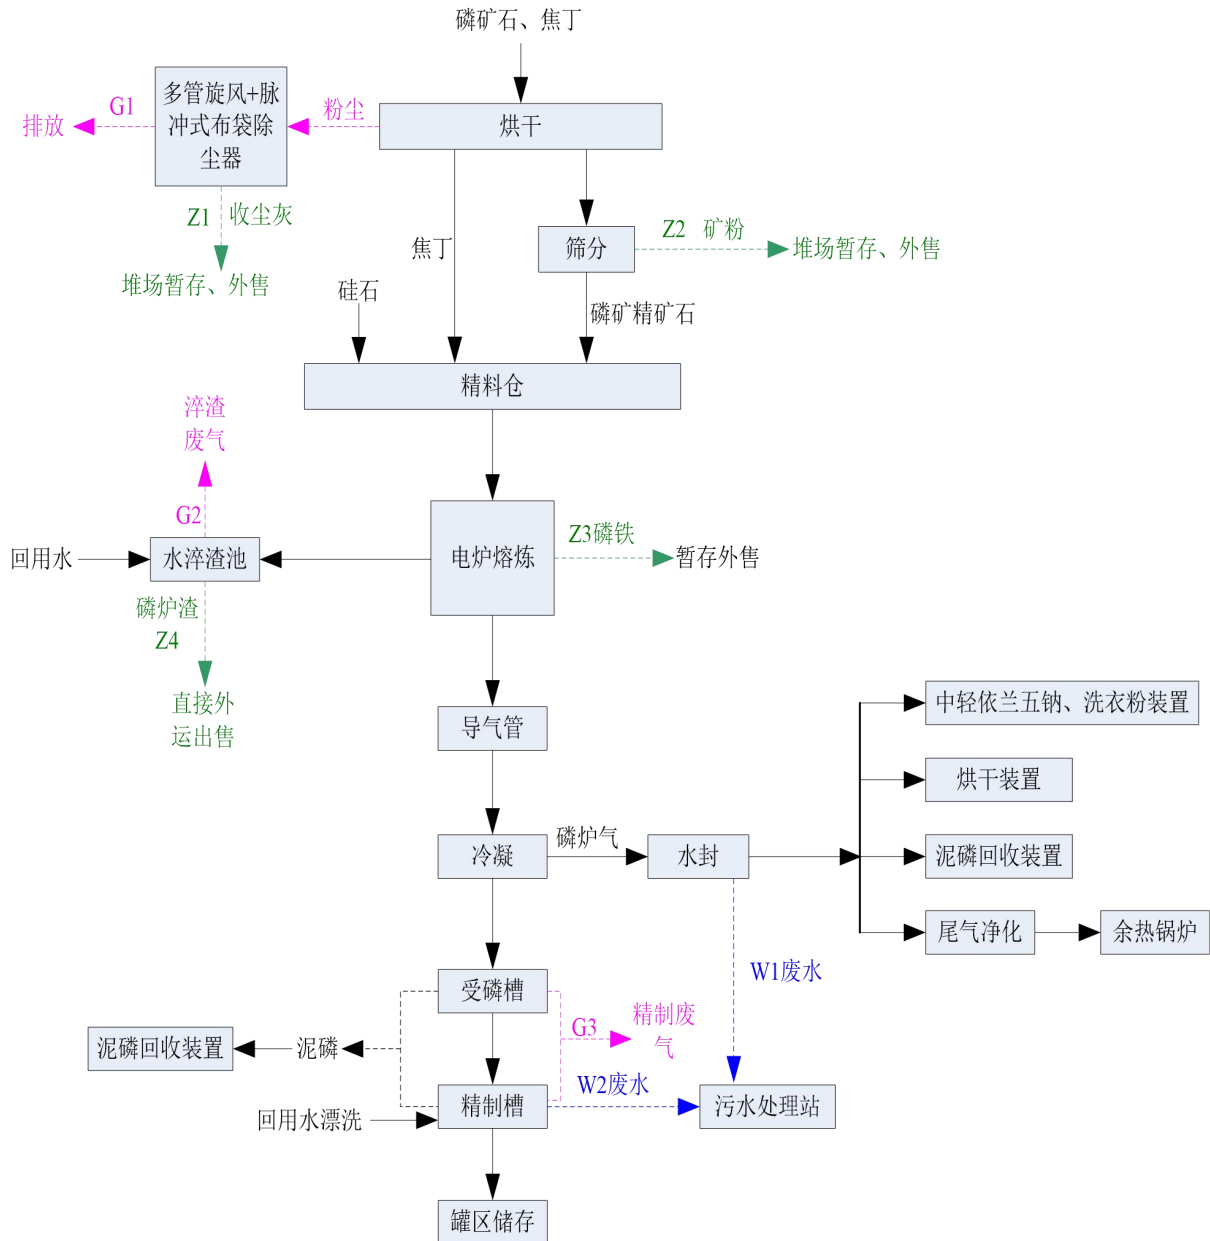 磷矿石、焦丁
多管旋风+脉
冲式布袋除
尘器
G1
排放
粉尘
烘干
Z1 收尘灰
堆场暂存、外售
焦丁
筛分
Z2 矿粉
堆场暂存、外售
硅石
磷矿精矿石
精料仓
淬渣
废气
G2
回用水
水淬渣池
电炉熔炼
Z3磷铁
暂存外售
磷炉渣
Z4
直接外
运出售
导气管
中轻依兰五钠、洗衣粉装置
烘干装置
冷凝
磷炉气
水封
泥磷回收装置
尾气净化
余热锅炉
W1废水
受磷槽
G3
精制废
气
泥磷回收装置
泥磷
W2废水
精制槽
污水处理站
回用水漂洗
罐区储存